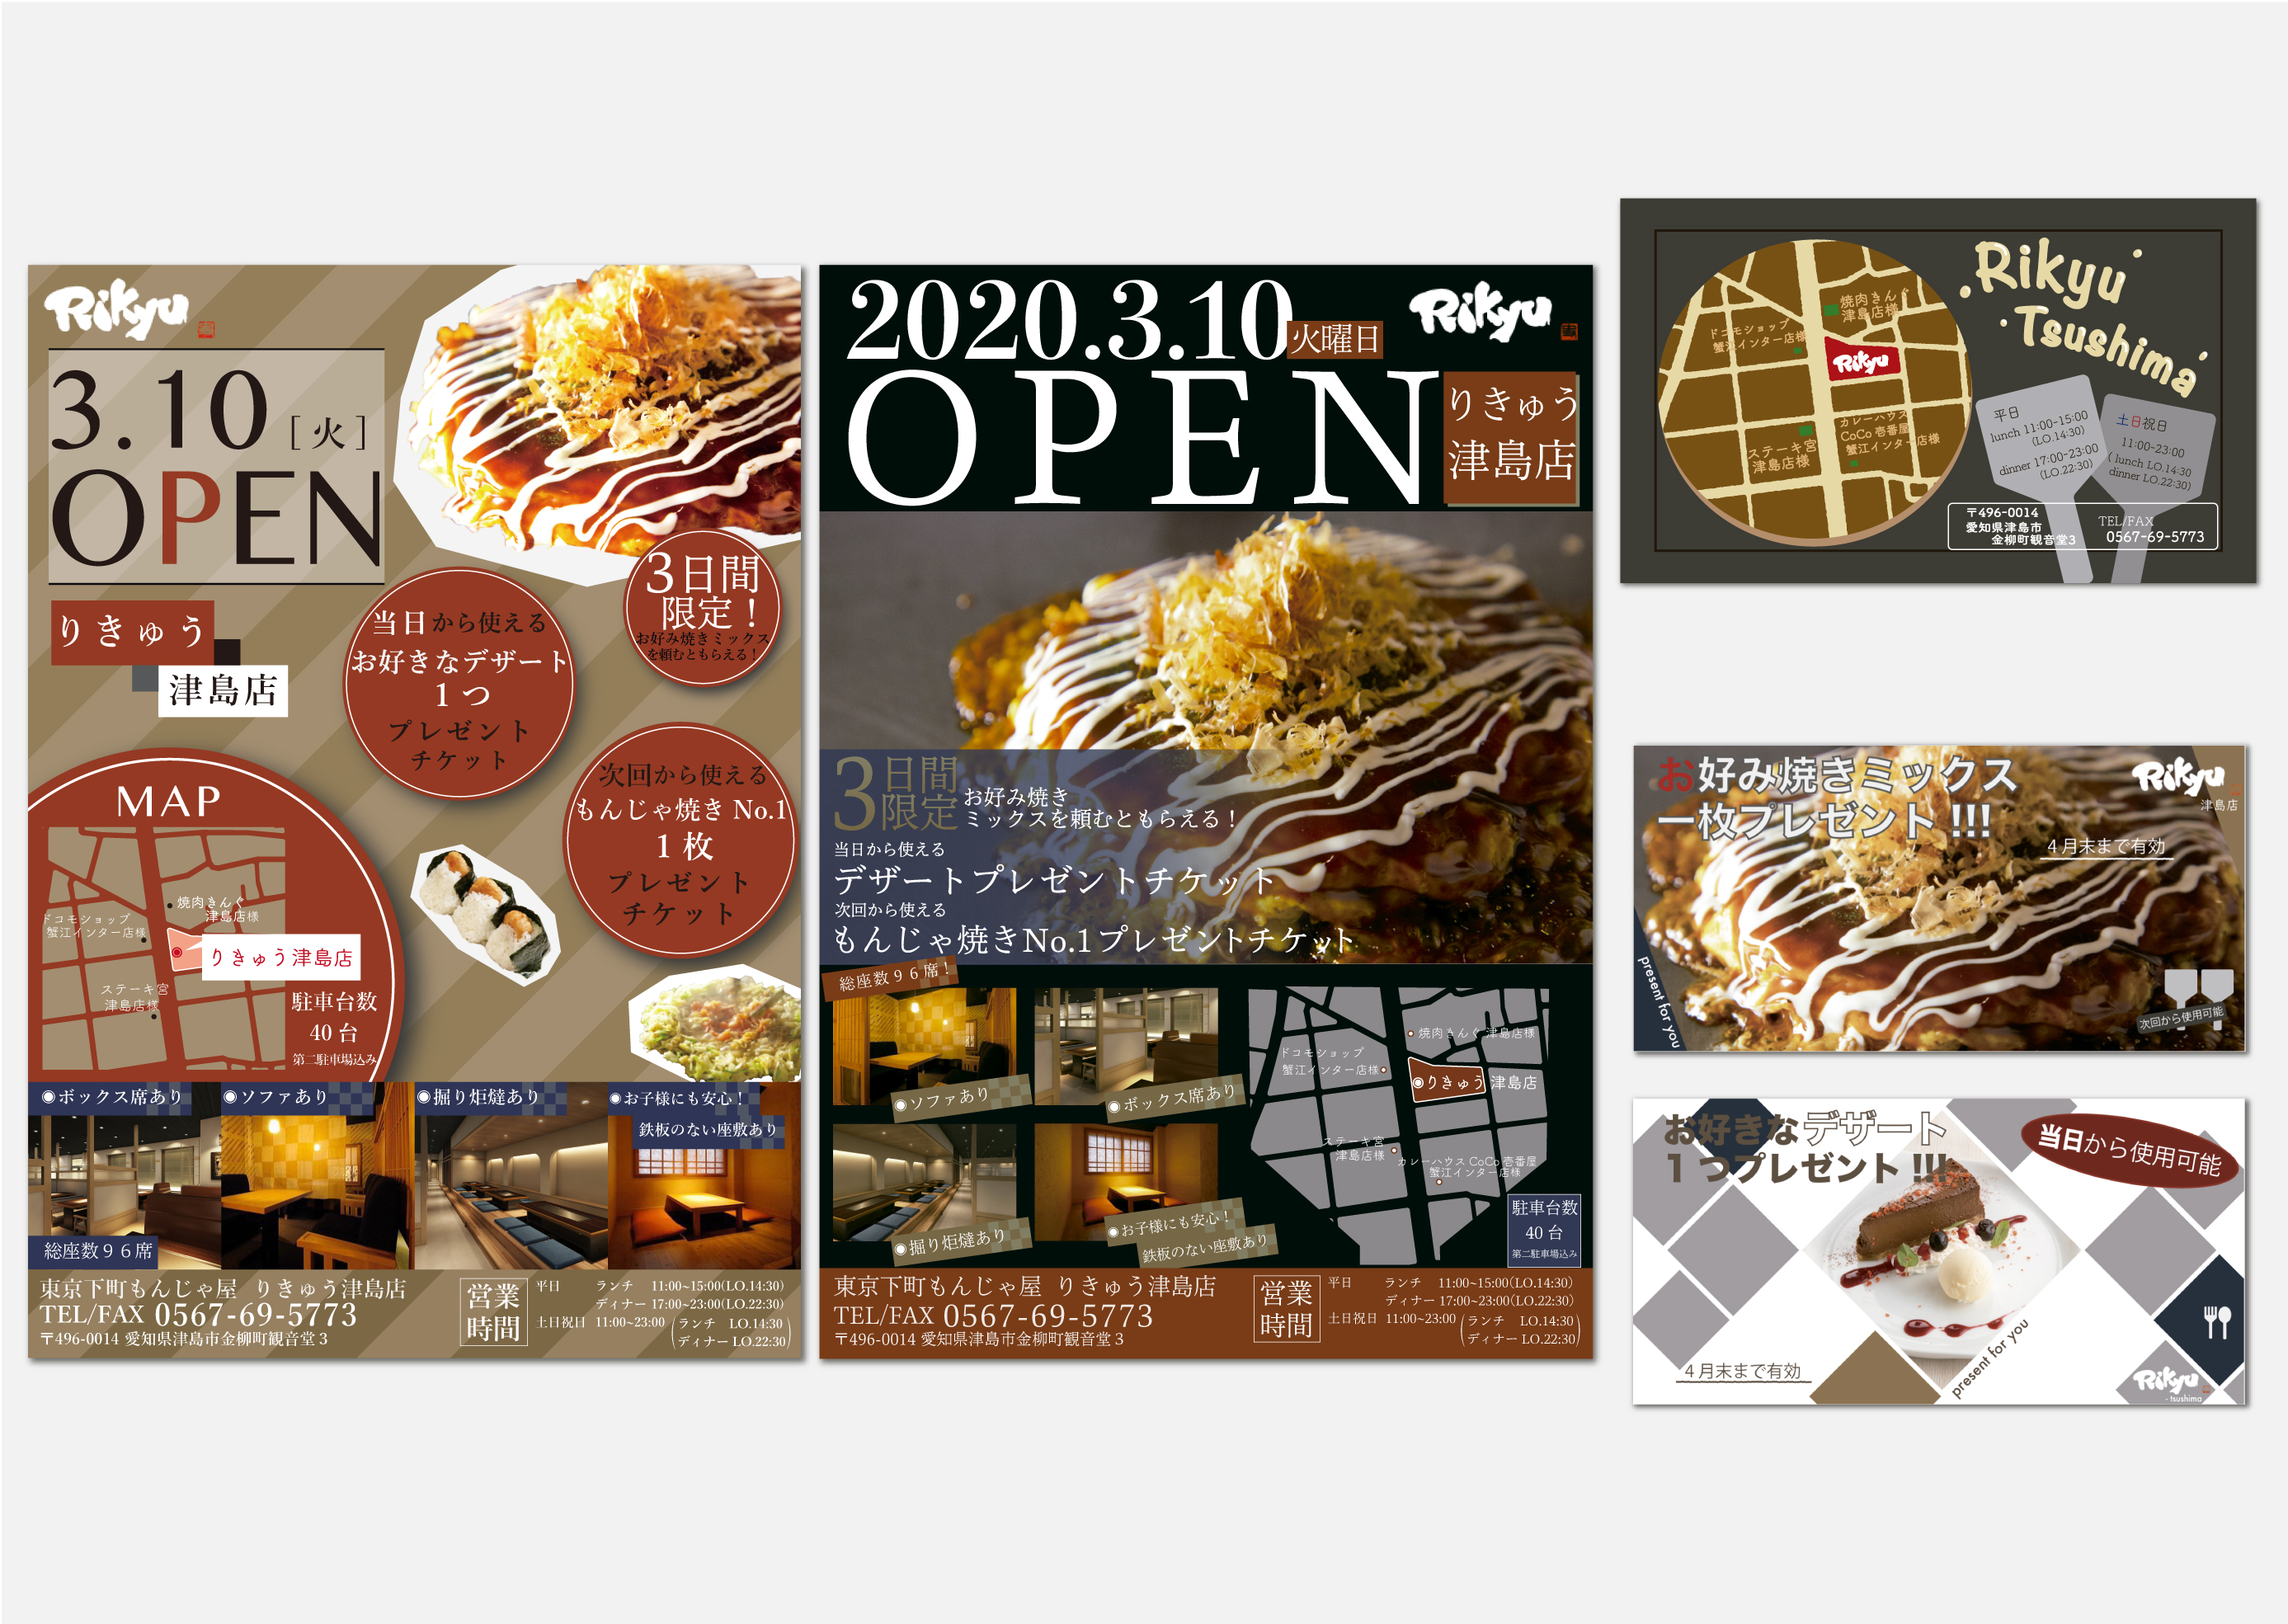 Rikyu
3.10［火］
OPEN
りきゅう
津島店
3日間
限定！
お好み焼きミックス
を頼むともらえる！
当日から使える
お好きなデザート
1つ
プレゼント
チケット
次回から使える
もんじゃ焼き No.1
1 枚
プレゼント
チケット
MAP
焼肉きんぐ
津島店様
ドコモショップ
蟹江インター店様
りきゅう津島店
ステーキ宮
津島店様
駐車台数
40 台
第二駐車場込み
◉ボックス席あり
◉ソファあり
◉掘り炬燵あり
◉お子様にも安心！
鉄板のない座敷あり
総座数９６席
東京下町もんじゃ屋 りきゅう津島店
TEL/FAX 0567-69-5773
〒496-0014 愛知県津島市金柳町観音堂３
営業
時間
平日 ランチ 11:00~15:00(LO.14:30)
ディナー 17:00~23:00(LO.22:30)
土日祝日 11:00~23:00 (ランチ LO.14:30
ディナー LO.22:30)
2020.3.10 火曜日
Rikyu
OPEN
りきゅう
津島店
3日間
限定
お好み焼き
ミックスを頼むともらえる！
当日から使える
デザートプレゼントチケット
次回から使える
もんじゃ焼きNo.1プレゼントチケット
総座数９６席！
◉ソファあり
◉ボックス席あり
◉掘り炬燵あり
◉お子様にも安心！
鉄板のない座敷あり
焼肉きんぐ 津島店様
ドコモショップ
蟹江インター店様
◉りきゅう 津島店
ステーキ宮
津島店様
カレーハウス CoCo 壱番屋
蟹江インター店様
駐車台数
40 台
第二駐車場込み
東京下町もんじゃ屋 りきゅう津島店
TEL/FAX 0567-69-5773
〒496-0014 愛知県津島市金柳町観音堂３
営業
時間
平日 ランチ 11:00~15:00(LO.14:30)
ディナー 17:00~23:00(LO.22:30)
土日祝日 11:00~23:00 (ランチ LO.14:30
ディナー LO.22:30)
Rikyu
Tsushima
焼肉きんぐ
津島店様
ドコモショップ
蟹江インター店様
Rikyu
カレーハウス
CoCo 壱番屋
蟹江インター店様
ステーキ宮
津島店様
平日
lunch 11:00-15:00
(LO.14:30)
dinner 17:00-23:00
(LO.22:30)
土日祝日
11:00-23:00
( lunch LO.14:30
dinner LO.22:30)
〒496-0014
愛知県津島市
金柳町観音堂3
TEL/FAX
0567-69-5773
お好み焼きミックス
一枚プレゼント !!!
Rikyu
津島店
４月末まで有効
present for you
次回から使用可能
お好きなデザート
１つプレゼント !!!
当日から使用可能
４月末まで有効
present for you
Rikyu
- tsushima